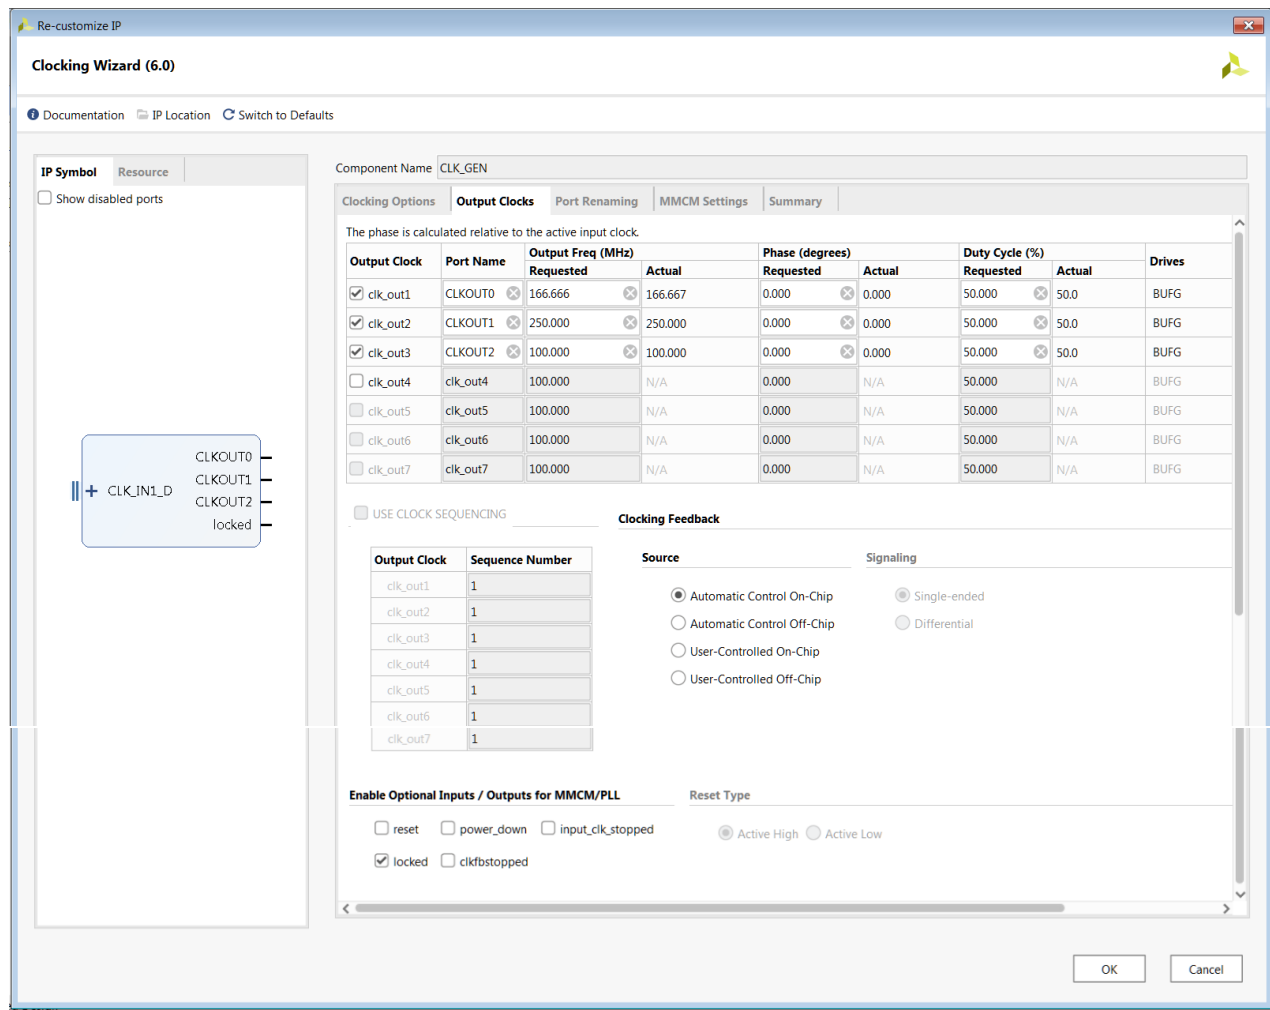 Re-customize IP
Clocking Wizard (6.0)
Documentation IP Location Switch to Defaults
IP Symbol Resource
Show disabled ports
CLK_IN1_D
CLKOUT0
CLKOUT1
CLKOUT2
locked
Component Name CLK_GEN
Clocking Options Output Clocks Port Renaming MMCM Settings Summary
The phase is calculated relative to the active input clock.
Output Clock Port Name Output Freq (MHz) Phase (degrees) Duty Cycle (%) Drives
Requested Actual Requested Actual Requested Actual
clk_out1 CLKOUT0 166.666 166.667 0.000 0.000 50.000 50.0 BUFG
clk_out2 CLKOUT1 250.000 250.000 0.000 0.000 50.000 50.0 BUFG
clk_out3 CLKOUT2 100.000 100.000 0.000 0.000 50.000 50.0 BUFG
clk_out4 clk_out4 100.000 N/A 0.000 N/A 50.000 N/A BUFG
clk_out5 clk_out5 100.000 N/A 0.000 N/A 50.000 N/A BUFG
clk_out6 clk_out6 100.000 N/A 0.000 N/A 50.000 N/A BUFG
clk_out7 clk_out7 100.000 N/A 0.000 N/A 50.000 N/A BUFG
USE CLOCK SEQUENCING
Output Clock Sequence Number
clk_out1 1
clk_out2 1
clk_out3 1
clk_out4 1
clk_out5 1
clk_out6 1
clk_out7 1
Clocking Feedback
Source Signaling
Automatic Control On-Chip Single-ended
Automatic Control Off-Chip Differential
User-Controlled On-Chip
User-Controlled Off-Chip
Enable Optional Inputs / Outputs for MMCM/PLL Reset Type
reset power_down input_clk_stopped Active High Active Low
locked clkfbstopped
OK Cancel